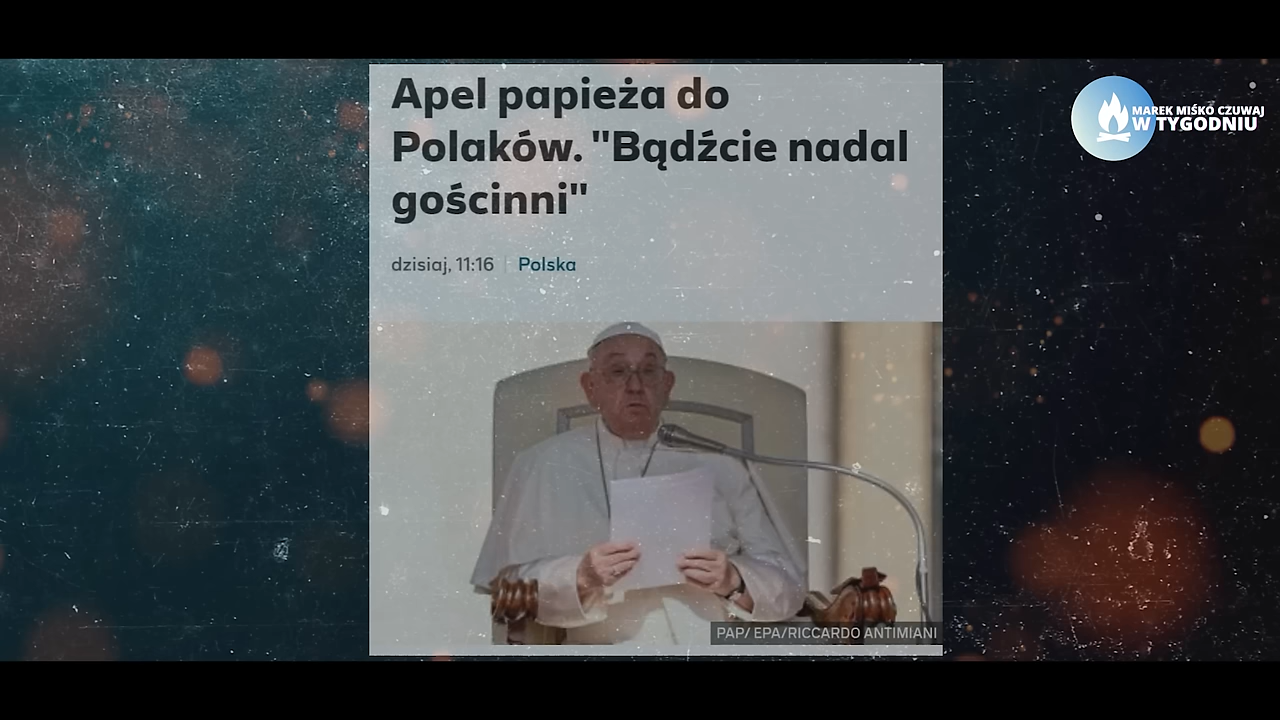 Apel papieża do
Polaków. "Bądźcie nadal
gościnni"
dzisiaj, 11:16 | Polska
MAREK MIŚKO CZUWAJ
W TYGODNIU
PAP/ EPA/RICCARDO ANTIMIANI